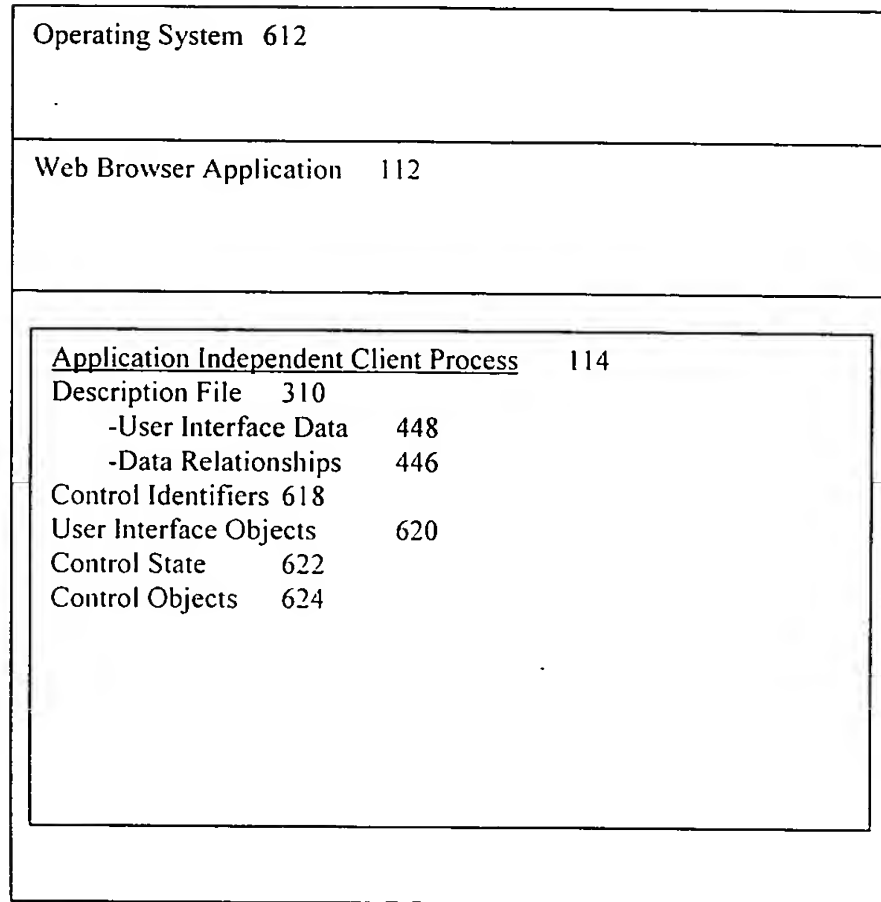 Operating System 612
Web Browser Application 112
Application Independent Client Process 114
Description File 310
-User Interface Data 448
-Data Relationships 446
Control Identifiers 618
User Interface Objects 620
Control State 622
Control Objects 624